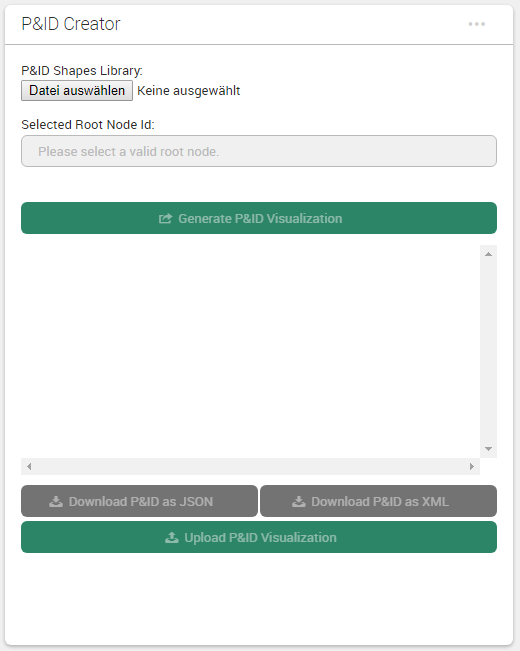 P&ID Creator
P&ID Shapes Library:
Datei auswählen Keine ausgewählt
Selected Root Node Id:
Please select a valid root node.
Generate P&ID Visualization
Download P&ID as JSON Download P&ID as XML
Upload P&ID Visualization